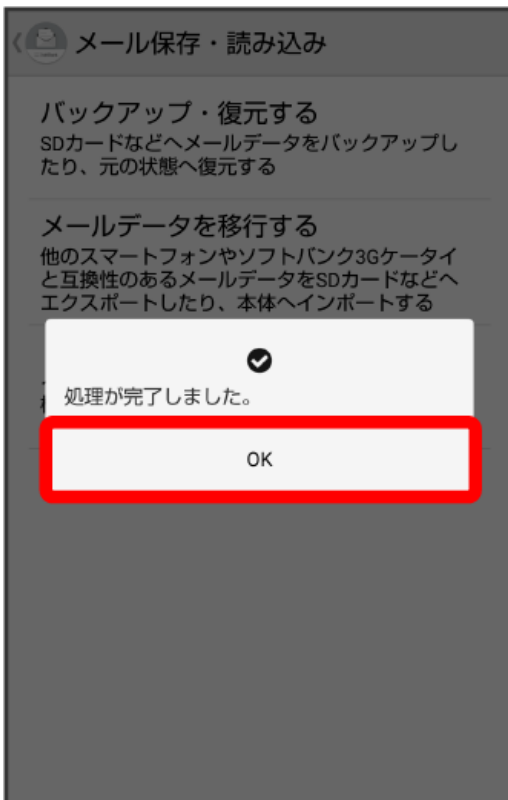 メール保存・読み込み
バックアップ・復元する
SDカードなどへメールデータをバックアップし
たり、元の状態へ復元する
メールデータを移行する
他のスマートフォンやソフトバンク3Gケータイ
と互換性のあるメールデータをSDカードなどへ
エクスポートしたり、本体へインポートする
処理が完了しました。
OK